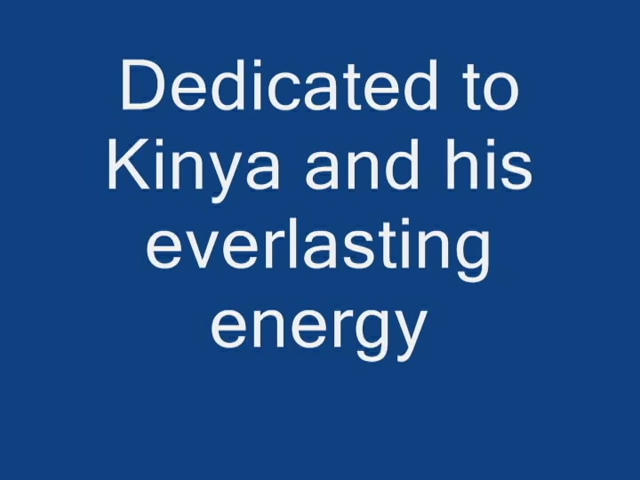 Dedicated to
Kinya and his
everlasting
energy